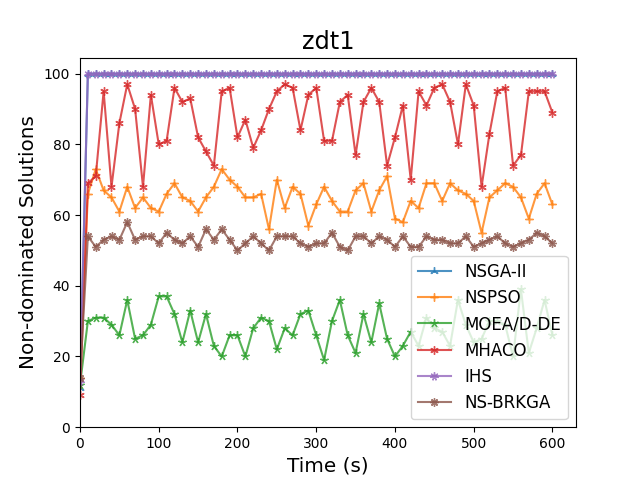 zdt1
Non-dominated Solutions
100
80
60
40
20
0
0 100 200 300 400 500 600
Time (s)
NSGA-II
NSPSO
MOEA/D-DE
MHACO
IHS
NS-BRKGA